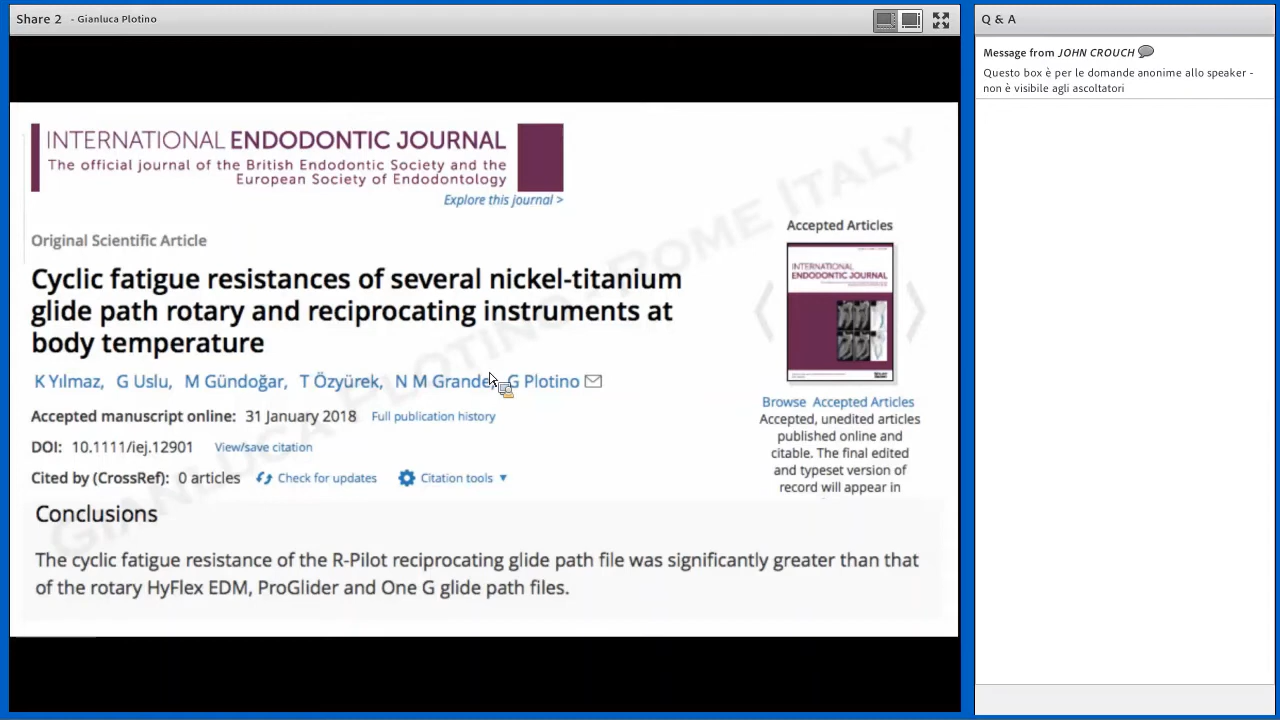 Share 2 - Gianluca Plotino
INTERNATIONAL ENDODONTIC JOURNAL
The official journal of the British Endodontic Society and the
European Society of Endodontology
Explore this journal >
Original Scientific Article
Cyclic fatigue resistances of several nickel-titanium
glide path rotary and reciprocating instruments at
body temperature
K Yılmaz, G Uslu, M Gündoğar, T Özyürek, N M Grande, G Plotino
Accepted manuscript online: 31 January 2018 Full publication history
DOI: 10.1111/iej.12901 View/save citation
Cited by (CrossRef): 0 articles Check for updates Citation tools
Accepted Articles
INTERNATIONAL
ENDODONTIC JOURNAL
Browse Accepted Articles
Accepted, unedited articles
published online and
citable. The final edited
and typeset version of
record will appear in
Conclusions
The cyclic fatigue resistance of the R-Pilot reciprocating glide path file was significantly greater than that
of the rotary HyFlex EDM, ProGlider and One G glide path files.
GIANLUCA PLOTINO - ROME ITALY
Q & A
Message from JOHN CROUCH
Questo box è per le domande anonime allo speaker -
non è visibile agli ascoltatori